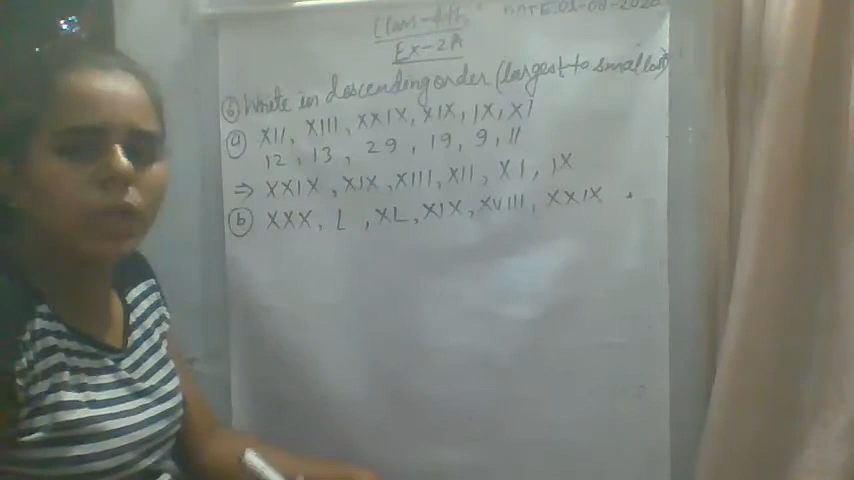 Class-4th DATE:01-08-2020
Ex-2A
⑥ Write in descending order (largest to smallest)
ⓐ XII, XIII, XXIX, XIX, IX, XI
12, 13, 29, 19, 9, 11
⇒ XXIX, XIX, XIII, XII, XI, IX
ⓑ XXX, L, XL, XIX, XVIII, XXIX.